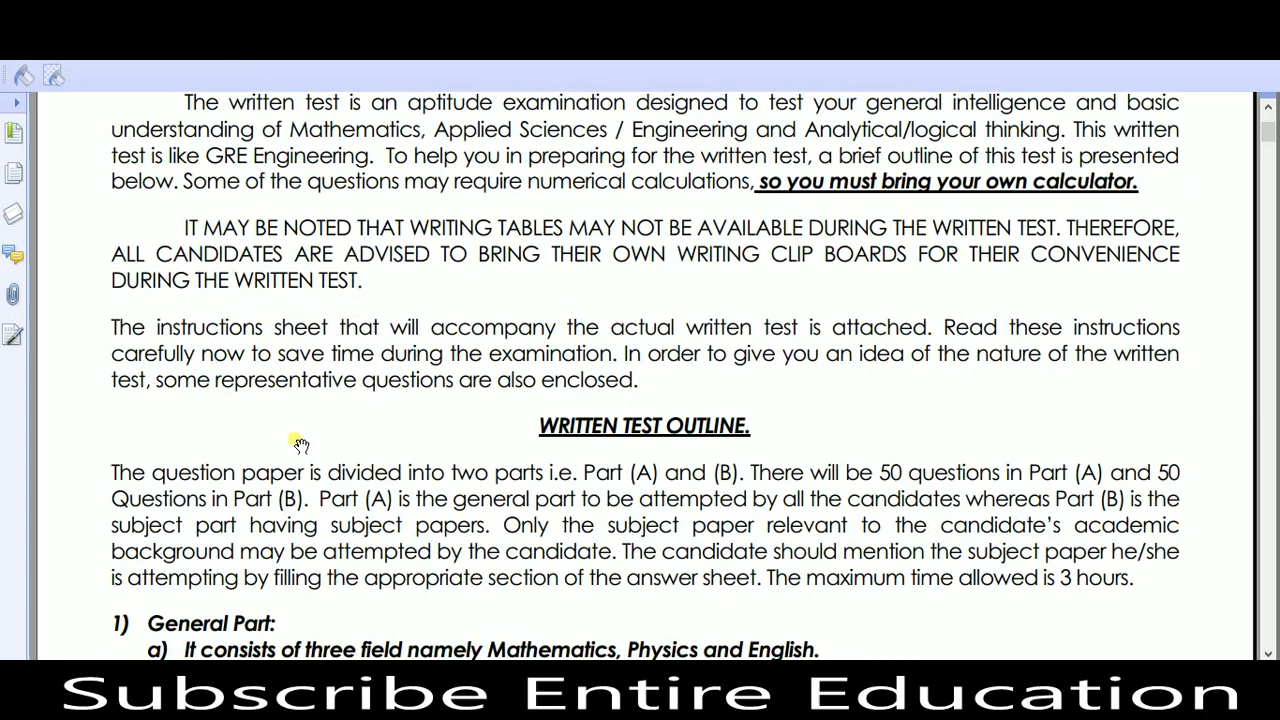 The written test is an aptitude examination designed to test your general intelligence and basic
understanding of Mathematics, Applied Sciences / Engineering and Analytical/logical thinking. This written
test is like GRE Engineering. To help you in preparing for the written test, a brief outline of this test is presented
below. Some of the questions may require numerical calculations, so you must bring your own calculator.
IT MAY BE NOTED THAT WRITING TABLES MAY NOT BE AVAILABLE DURING THE WRITTEN TEST. THEREFORE,
ALL CANDIDATES ARE ADVISED TO BRING THEIR OWN WRITING CLIP BOARDS FOR THEIR CONVENIENCE
DURING THE WRITTEN TEST.
The instructions sheet that will accompany the actual written test is attached. Read these instructions
carefully now to save time during the examination. In order to give you an idea of the nature of the written
test, some representative questions are also enclosed.
WRITTEN TEST OUTLINE.
The question paper is divided into two parts i.e. Part (A) and (B). There will be 50 questions in Part (A) and 50
Questions in Part (B). Part (A) is the general part to be attempted by all the candidates whereas Part (B) is the
subject part having subject papers. Only the subject paper relevant to the candidate's academic
background may be attempted by the candidate. The candidate should mention the subject paper he/she
is attempting by filling the appropriate section of the answer sheet. The maximum time allowed is 3 hours.
1) General Part:
a) It consists of three field namely Mathematics, Physics and English.
Subscribe Entire Education